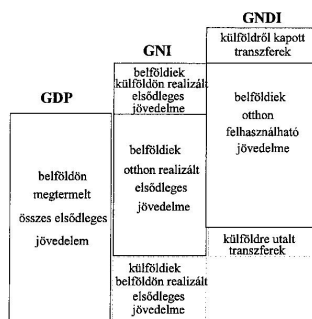 GDP
belföldön
megtermelt
összes elsődleges
jövedelem
GNI
belföldiek
külföldön realizált
elsődleges
jövedelme
belföldiek
otthon realizált
elsődleges
jövedelme
külföldiek
belföldön realizált
elsődleges
jövedelme
GNDI
külföldről kapott
transzferek
belföldiek
otthon
felhasználható
jövedelme
külföldre utalt
transzferek